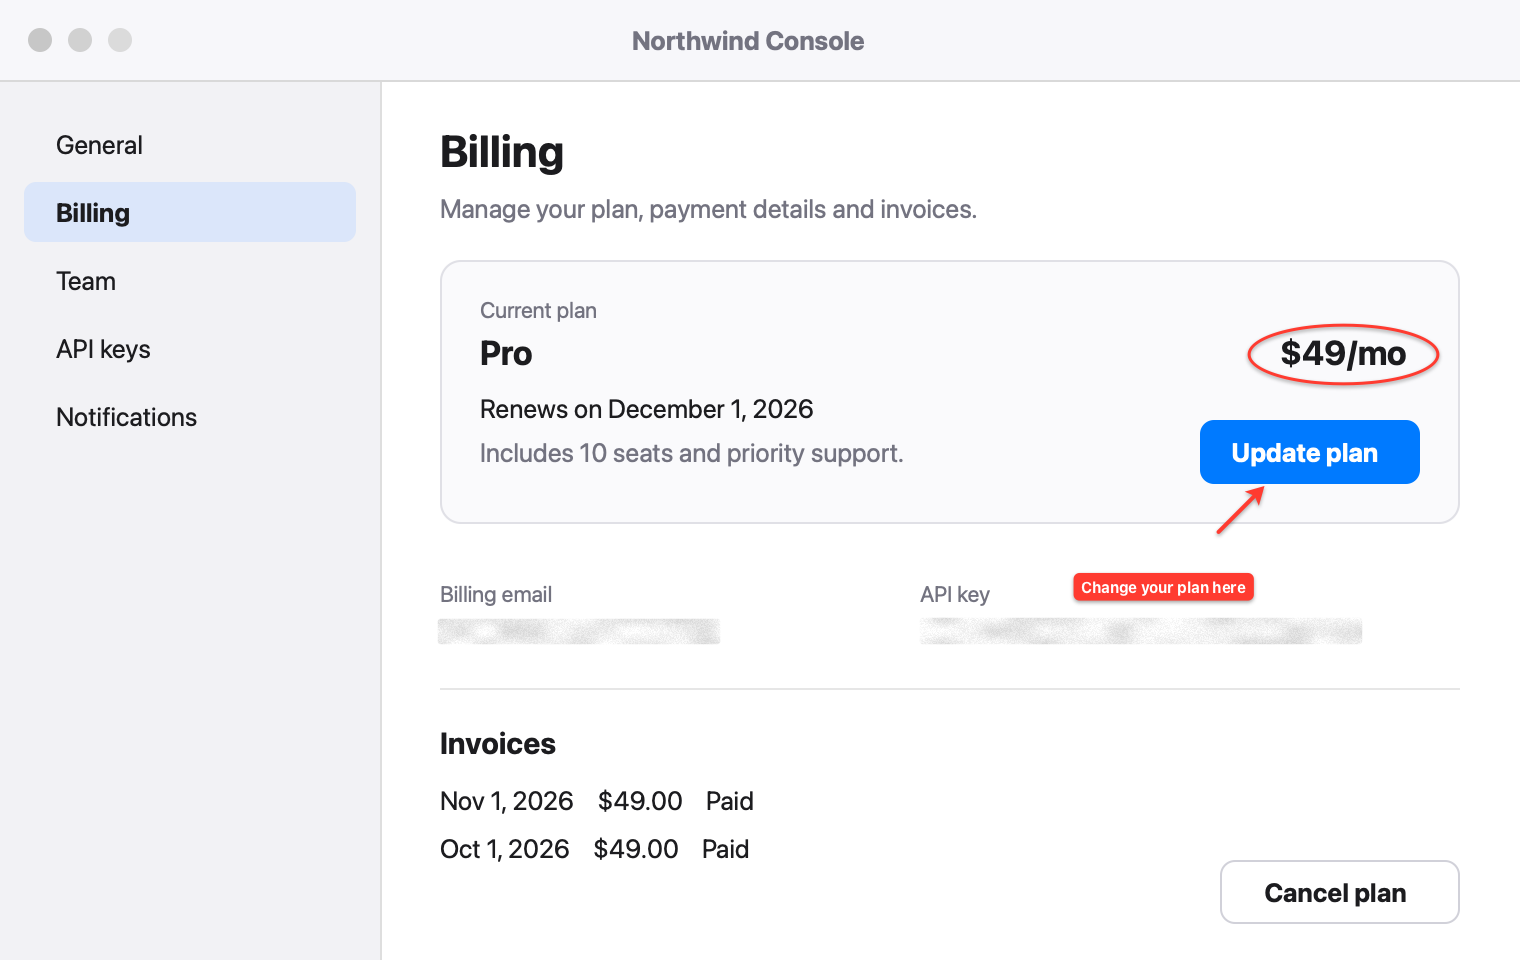 Northwind Console
General
Billing
Team
API keys
Notifications
Billing
Manage your plan, payment details and invoices.
Current plan
Pro
$49/mo
Renews on December 1, 2026
Includes 10 seats and priority support.
Update plan
Billing email
API key
Change your plan here
Invoices
Nov 1, 2026 $49.00 Paid
Oct 1, 2026 $49.00 Paid
Cancel plan